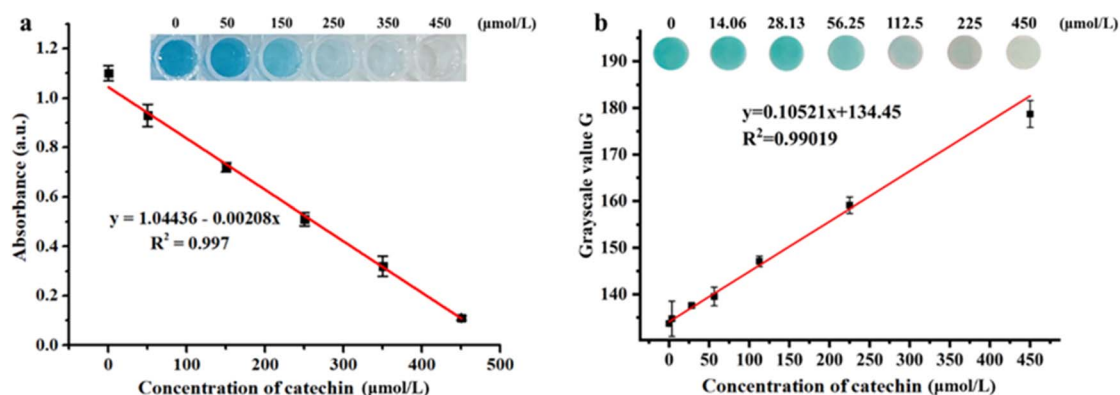 a
0 50 150 250 350 450 (µmol/L)
1.2
1.0
0.8
0.6
0.4
0.2
0.0
Absorbance (a.u.)
y = 1.04436 - 0.00208x
R² = 0.997
0 100 200 300 400 500
Concentration of catechin (µmol/L)
b
0 14.06 28.13 56.25 112.5 225 450 (µmol/L)
190
180
170
160
150
140
Grayscale value G
y=0.10521x+134.45
R²=0.99019
0 50 100 150 200 250 300 350 400 450
Concentration of catechin (µmol/L)